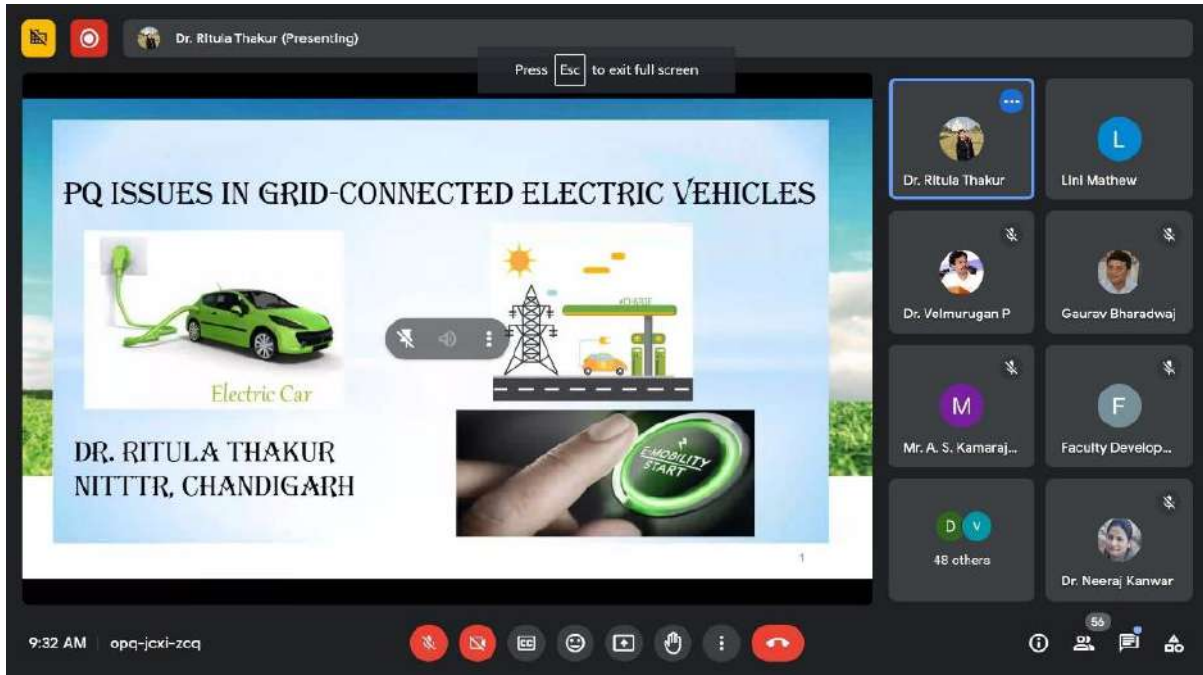 Dr. Ritula Thakur (Presenting)
Press Esc to exit full screen
PQ ISSUES IN GRID-CONNECTED ELECTRIC VEHICLES
eCHARGE
Electric Car
E-MOBILITY
START
DR. RITULA THAKUR
NITTTR, CHANDIGARH
1
Dr. Ritula Thakur
L
Lini Mathew
Dr. Velmurugan P
Gaurav Bharadwaj
M
Mr. A. S. Kamaraj...
F
Faculty Develop...
D V
48 others
Dr. Neeraj Kanwar
9:32 AM | opq-jcxi-zcq
CC
56